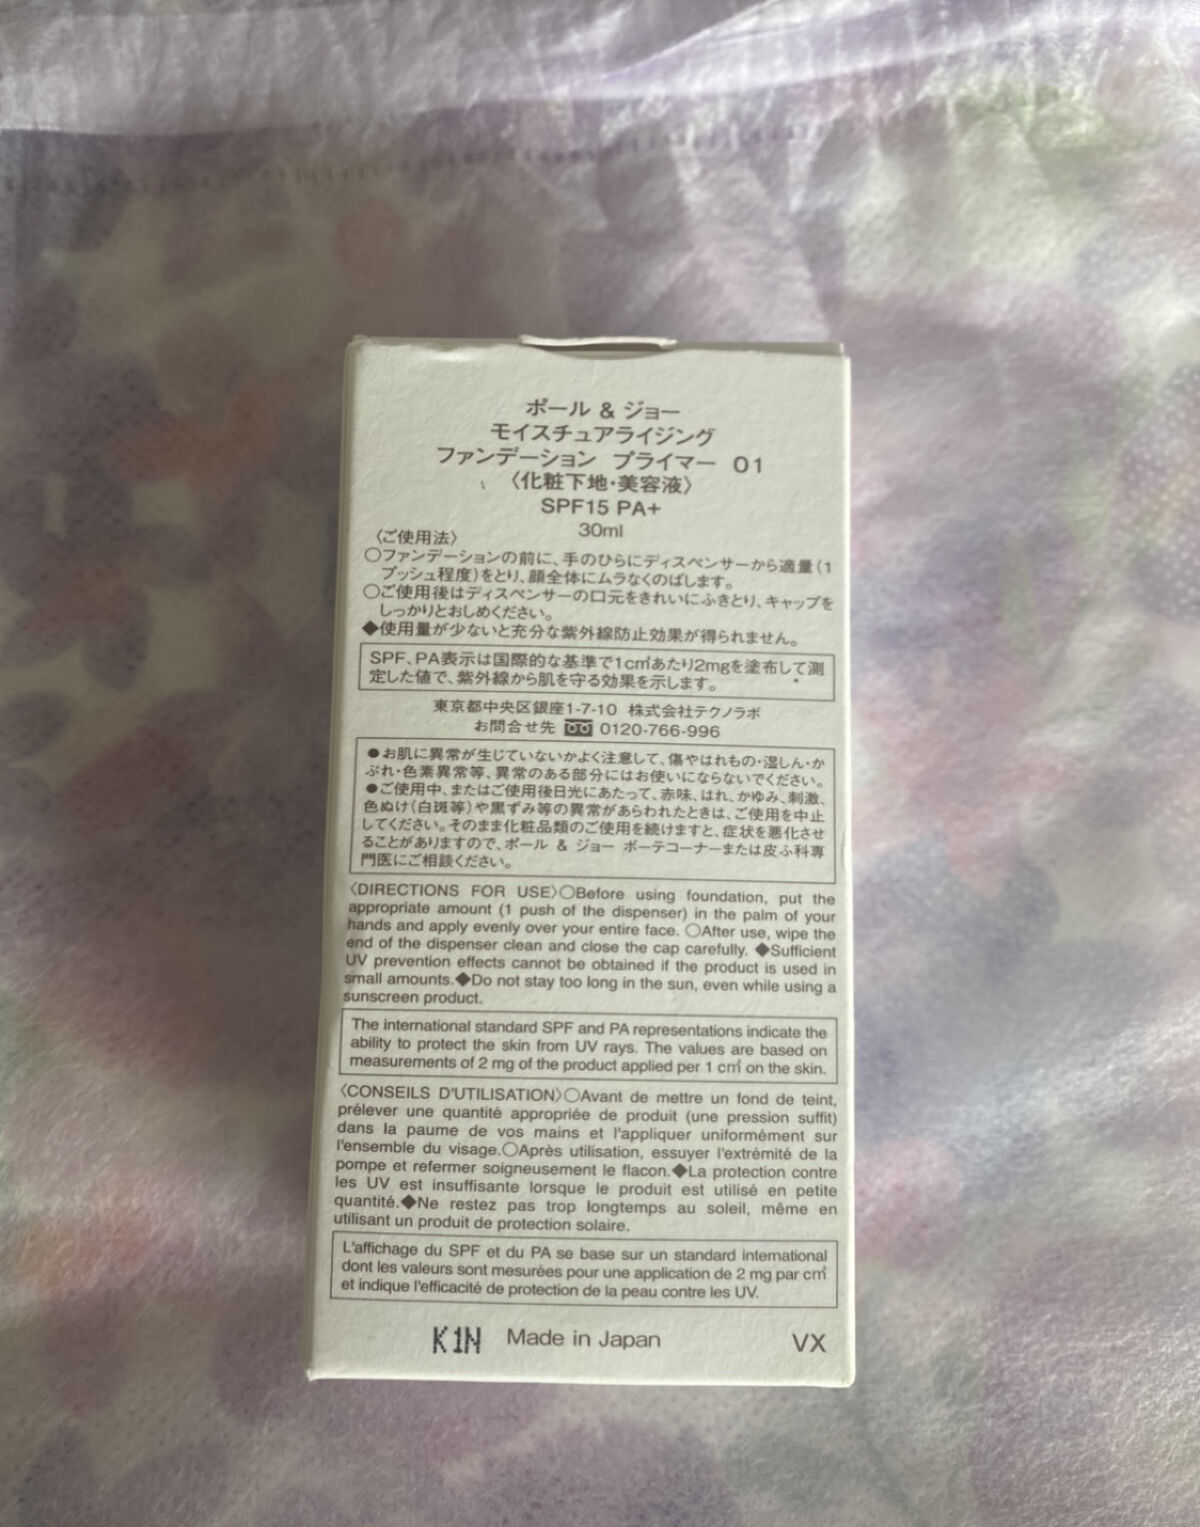 ポール & ジョー
モイスチュアライジング
ファンデーション プライマー 01
〈化粧下地・美容液〉
SPF15 PA+
30ml
〈ご使用法〉
○ファンデーションの前に、手のひらにディスペンサーから適量(1
プッシュ程度)をとり、顔全体にムラなくのばします。
○ご使用後はディスペンサーの口元をきれいにふきとり、キャップを
しっかりとおしめください。
◆使用量が少ないと充分な紫外線防止効果が得られません。
SPF、PA表示は国際的な基準で1c㎡あたり2mgを塗布して測
定した値で、紫外線から肌を守る効果を示します。
東京都中央区銀座1-7-10 株式会社テクノラボ
お問合せ先 0120-766-996
●お肌に異常が生じていないかよく注意して、傷やはれもの・湿しん・か
ぶれ・色素異常等、異常のある部分にはお使いにならないでください。
●ご使用中、またはご使用後日光にあたって、赤味、はれ、かゆみ、刺激、
色ぬけ(白斑等)や黒ずみ等の異常があらわれたときは、ご使用を中止
してください。そのまま化粧品類のご使用を続けますと、症状を悪化させ
ることがありますので、ポール & ジョー ボーテコーナーまたは皮ふ科専
門医にご相談ください。
〈DIRECTIONS FOR USE〉○Before using foundation, put the
appropriate amount (1 push of the dispenser) in the palm of your
hands and apply evenly over your entire face. ○After use, wipe the
end of the dispenser clean and close the cap carefully. ◆Sufficient
UV prevention effects cannot be obtained if the product is used in
small amounts.◆Do not stay too long in the sun, even while using a
sunscreen product.
The international standard SPF and PA representations indicate the
ability to protect the skin from UV rays. The values are based on
measurements of 2 mg of the product applied per 1 c㎡ on the skin.
〈CONSEILS D'UTILISATION〉○Avant de mettre un fond de teint,
prélever une quantité appropriée de produit (une pression suffit)
dans la paume de vos mains et l'appliquer uniformément sur
l'ensemble du visage.○Après utilisation, essuyer l'extrémité de la
pompe et refermer soigneusement le flacon.◆La protection contre
les UV est insuffisante lorsque le produit est utilisé en petite
quantité.◆Ne restez pas trop longtemps au soleil, même en
utilisant un produit de protection solaire.
L'affichage du SPF et du PA se base sur un standard international
dont les valeurs sont mesurées pour une application de 2 mg par c㎡
et indique l'efficacité de protection de la peau contre les UV.
K1N Made in Japan VX